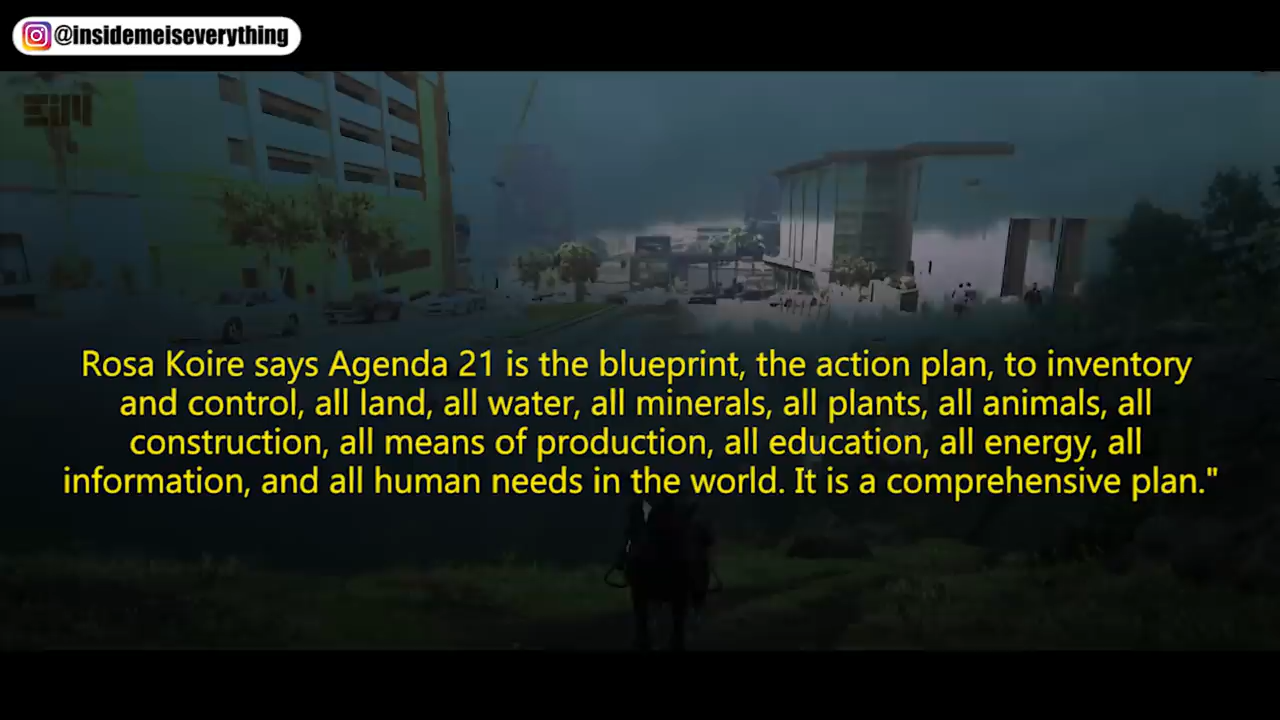 @insidemeiseverything
Rosa Koire says Agenda 21 is the blueprint, the action plan, to inventory
and control, all land, all water, all minerals, all plants, all animals, all
construction, all means of production, all education, all energy, all
information, and all human needs in the world. It is a comprehensive plan."